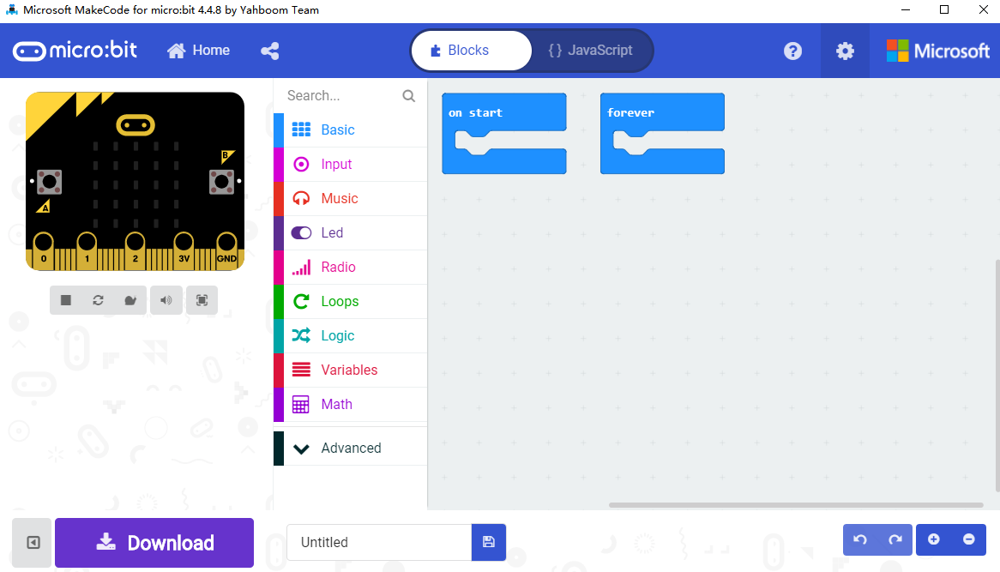 Microsoft MakeCode for micro:bit 4.4.8 by Yahboom Team
micro:bit
Home
Blocks
{ } JavaScript
?
Microsoft
B
A
0
1
2
3V
GND
Search...
Basic
Input
Music
Led
Radio
Loops
Logic
Variables
Math
Advanced
on start
forever
Download
Untitled